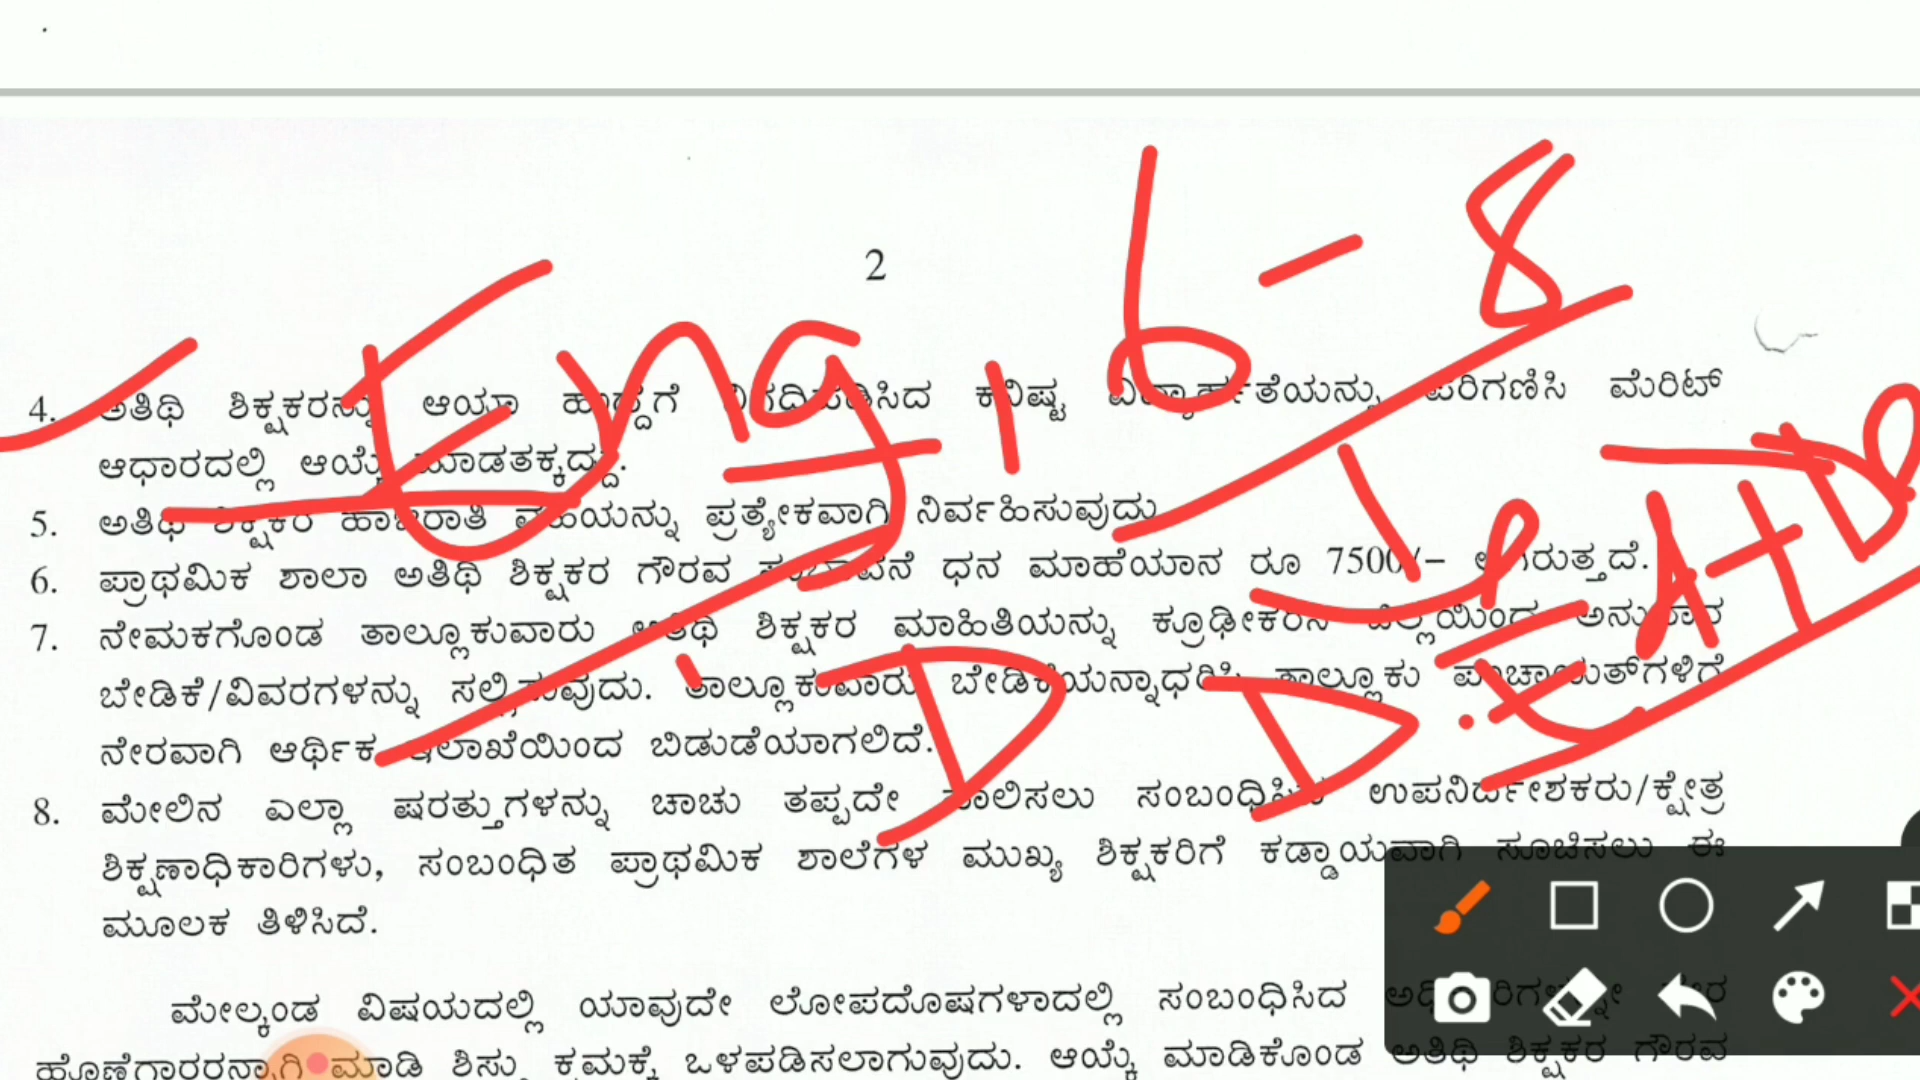 2
Eng, 6-8
4. ಅತಿಥಿ ಶಿಕ್ಷಕರನ್ನು ಆಯಾ ಹುದ್ದೆಗೆ ನಿಗದಿಪಡಿಸಿದ ಕನಿಷ್ಟ ವಿದ್ಯಾರ್ಹತೆಯನ್ನು ಪರಿಗಣಿಸಿ ಮೆರಿಟ್
ಆಧಾರದಲ್ಲಿ ಆಯ್ಕೆ ಮಾಡತಕ್ಕದ್ದು.
5. ಅತಿಥಿ ಶಿಕ್ಷಕರ ಹಾಜರಾತಿ ವಹಿಯನ್ನು ಪ್ರತ್ಯೇಕವಾಗಿ ನಿರ್ವಹಿಸುವುದು
6. ಪ್ರಾಥಮಿಕ ಶಾಲಾ ಅತಿಥಿ ಶಿಕ್ಷಕರ ಗೌರವ ಸಂಭಾವನೆ ಧನ ಮಾಹೆಯಾನ ರೂ 7500/- ಆಗಿರುತ್ತದೆ.
7. ನೇಮಕಗೊಂಡ ತಾಲ್ಲೂಕುವಾರು ಅತಿಥಿ ಶಿಕ್ಷಕರ ಮಾಹಿತಿಯನ್ನು ಕ್ರೂಢೀಕರಿಸಿ ಜಿಲ್ಲೆಯಿಂದ ಅನುದಾನ
ಬೇಡಿಕೆ/ವಿವರಗಳನ್ನು ಸಲ್ಲಿಸುವುದು. ತಾಲ್ಲೂಕುವಾರು ಬೇಡಿಕೆಯನ್ನಾಧರಿಸಿ ತಾಲ್ಲೂಕು ಪಂಚಾಯತ್‌ಗಳಿಗೆ
ನೇರವಾಗಿ ಆರ್ಥಿಕ ಇಲಾಖೆಯಿಂದ ಬಿಡುಡೆಯಾಗಲಿದೆ.
D D.
8. ಮೇಲಿನ ಎಲ್ಲಾ ಷರತ್ತುಗಳನ್ನು ಚಾಚು ತಪ್ಪದೇ ಪಾಲಿಸಲು ಸಂಬಂಧಿಸಿದ ಉಪನಿರ್ದೇಶಕರು/ಕ್ಷೇತ್ರ
ಶಿಕ್ಷಣಾಧಿಕಾರಿಗಳು, ಸಂಬಂಧಿತ ಪ್ರಾಥಮಿಕ ಶಾಲೆಗಳ ಮುಖ್ಯ ಶಿಕ್ಷಕರಿಗೆ ಕಡ್ಡಾಯವಾಗಿ ಸೂಚಿಸಲು ಈ
ಮೂಲಕ ತಿಳಿಸಿದೆ.
ಮೇಲ್ಕಂಡ ವಿಷಯದಲ್ಲಿ ಯಾವುದೇ ಲೋಪದೊಷಗಳಾದಲ್ಲಿ ಸಂಬಂಧಿಸಿದ
ಹೊಣೆಗಾರರನ್ನಾಗಿ ಮಾಡಿ ಶಿಸ್ತು ಕ್ರಮಕ್ಕೆ ಒಳಪಡಿಸಲಾಗುವುದು. ಆಯ್ಕೆ ಮಾಡಿಕೊಂಡ ಅತಿಥಿ ಶಿಕ್ಷಕರ ಗೌರವ